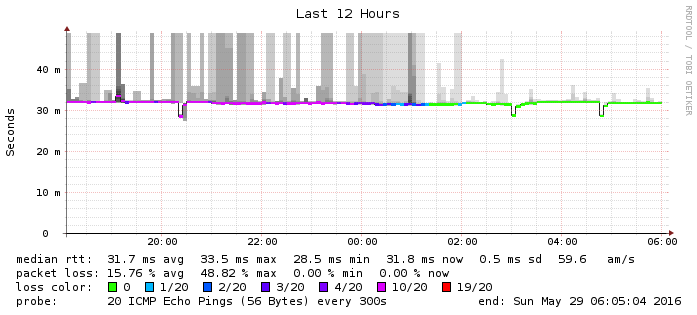 Last 12 Hours
RRDTOOL / TOBI OETIKER
Seconds
40 m
30 m
20 m
10 m
0
20:00 22:00 00:00 02:00 04:00 06:00
median rtt: 31.7 ms avg 33.5 ms max 28.5 ms min 31.8 ms now 0.5 ms sd 59.6 am/s
packet loss: 15.76 % avg 48.82 % max 0.00 % min 0.00 % now
loss color: 0 1/20 2/20 3/20 4/20 10/20 19/20
probe: 20 ICMP Echo Pings (56 Bytes) every 300s end: Sun May 29 06:05:04 2016